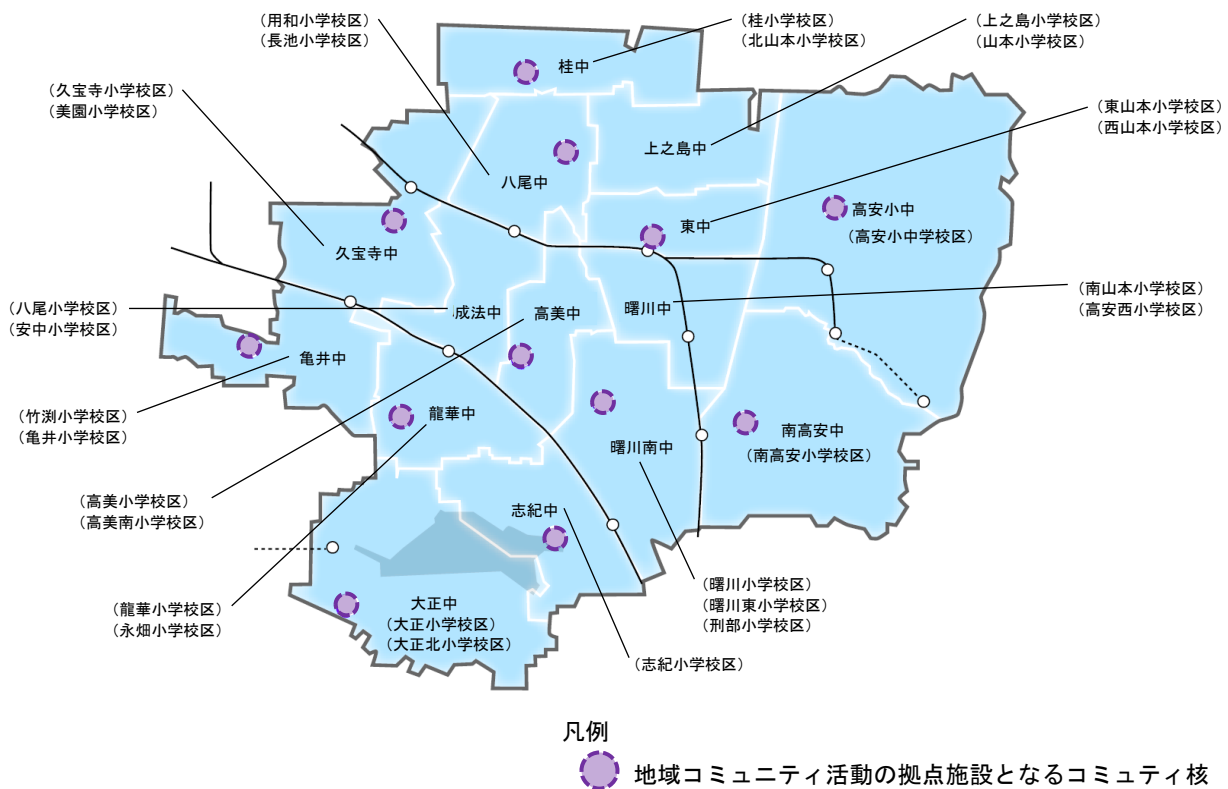 （用和小学校区）
（長池小学校区）
（桂小学校区）
（北山本小学校区）
（上之島小学校区）
（山本小学校区）
（久宝寺小学校区）
（美園小学校区）
（東山本小学校区）
（西山本小学校区）
桂中
上之島中
八尾中
高安小中
（高安小中学校区）
東中
久宝寺中
（南山本小学校区）
（高安西小学校区）
（八尾小学校区）
（安中小学校区）
成法中
高美中
曙川中
亀井中
（竹渕小学校区）
（亀井小学校区）
龍華中
南高安中
（南高安小学校区）
曙川南中
（高美小学校区）
（高美南小学校区）
志紀中
（龍華小学校区）
（永畑小学校区）
大正中
（大正小学校区）
（大正北小学校区）
（曙川小学校区）
（曙川東小学校区）
（刑部小学校区）
（志紀小学校区）
凡例
地域コミュニティ活動の拠点施設となるコミュティ核